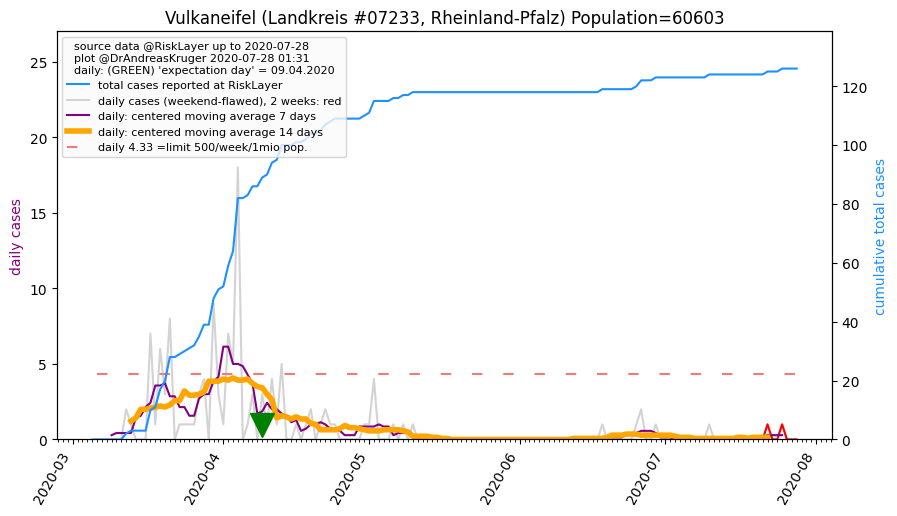 Vulkaneifel (Landkreis #07233, Rheinland-Pfalz) Population=60603
source data @RiskLayer up to 2020-07-28
plot @DrAndreasKruger 2020-07-28 01:31
daily: (GREEN) 'expectation day' = 09.04.2020
total cases reported at RiskLayer
daily cases (weekend-flawed), 2 weeks: red
daily: centered moving average 7 days
daily: centered moving average 14 days
daily 4.33 =limit 500/week/1mio pop.
daily cases
25
20
15
10
5
0
cumulative total cases
120
100
80
60
40
20
0
2020-03
2020-04
2020-05
2020-06
2020-07
2020-08